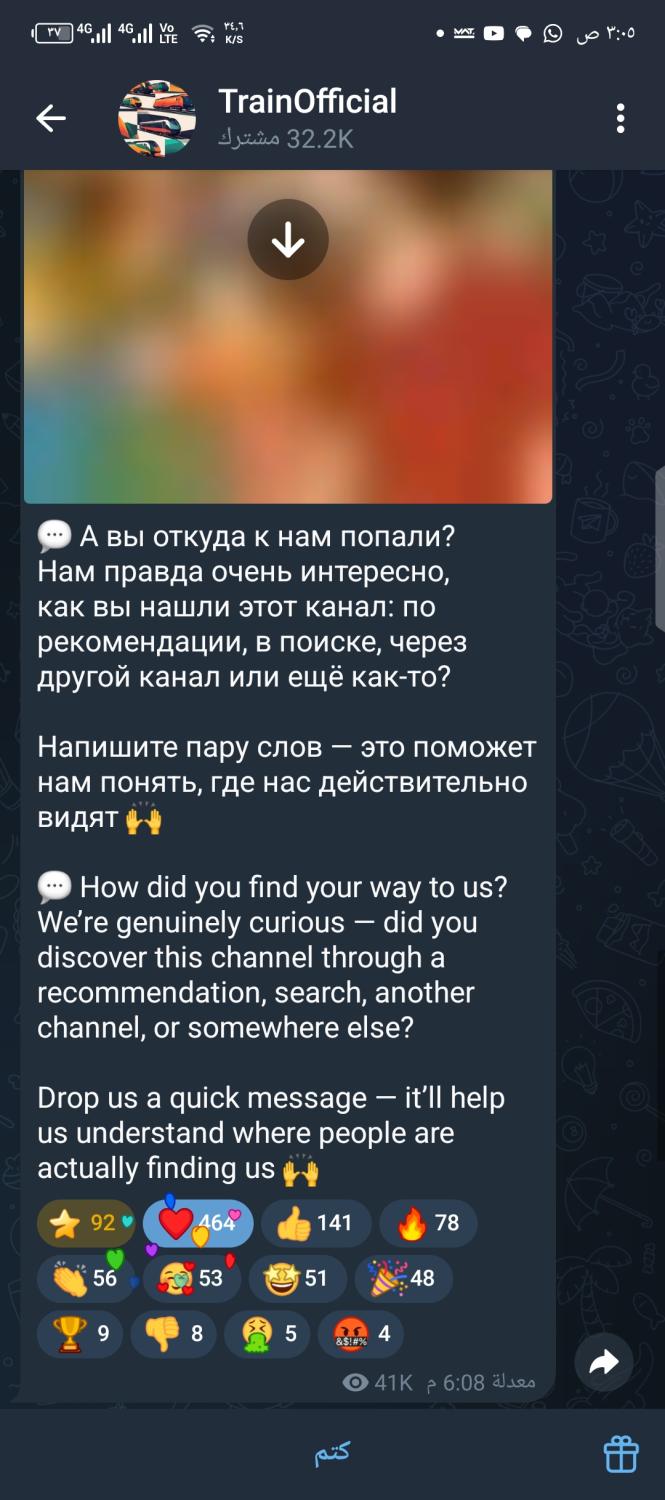 ٣٧ 4G 4G Vo LTE ٣٤,٦ K/S MAT. ٣:٠٥ ص
TrainOfficial
32.2K مشترك
💬 А вы откуда к нам попали?
Нам правда очень интересно,
как вы нашли этот канал: по
рекомендации, в поиске, через
другой канал или ещё как-то?
Напишите пару слов — это поможет
нам понять, где нас действительно
видят 🙌
💬 How did you find your way to us?
We’re genuinely curious — did you
discover this channel through a
recommendation, search, another
channel, or somewhere else?
Drop us a quick message — it’ll help
us understand where people are
actually finding us 🙌
⭐ 92 ❤️ 464 👍 141 🔥 78
👏 56 🥰 53 🤩 51 🎉 48
🏆 9 👎 8 🤮 5 🤬 4
41K معدلة 6:08 م
كتم